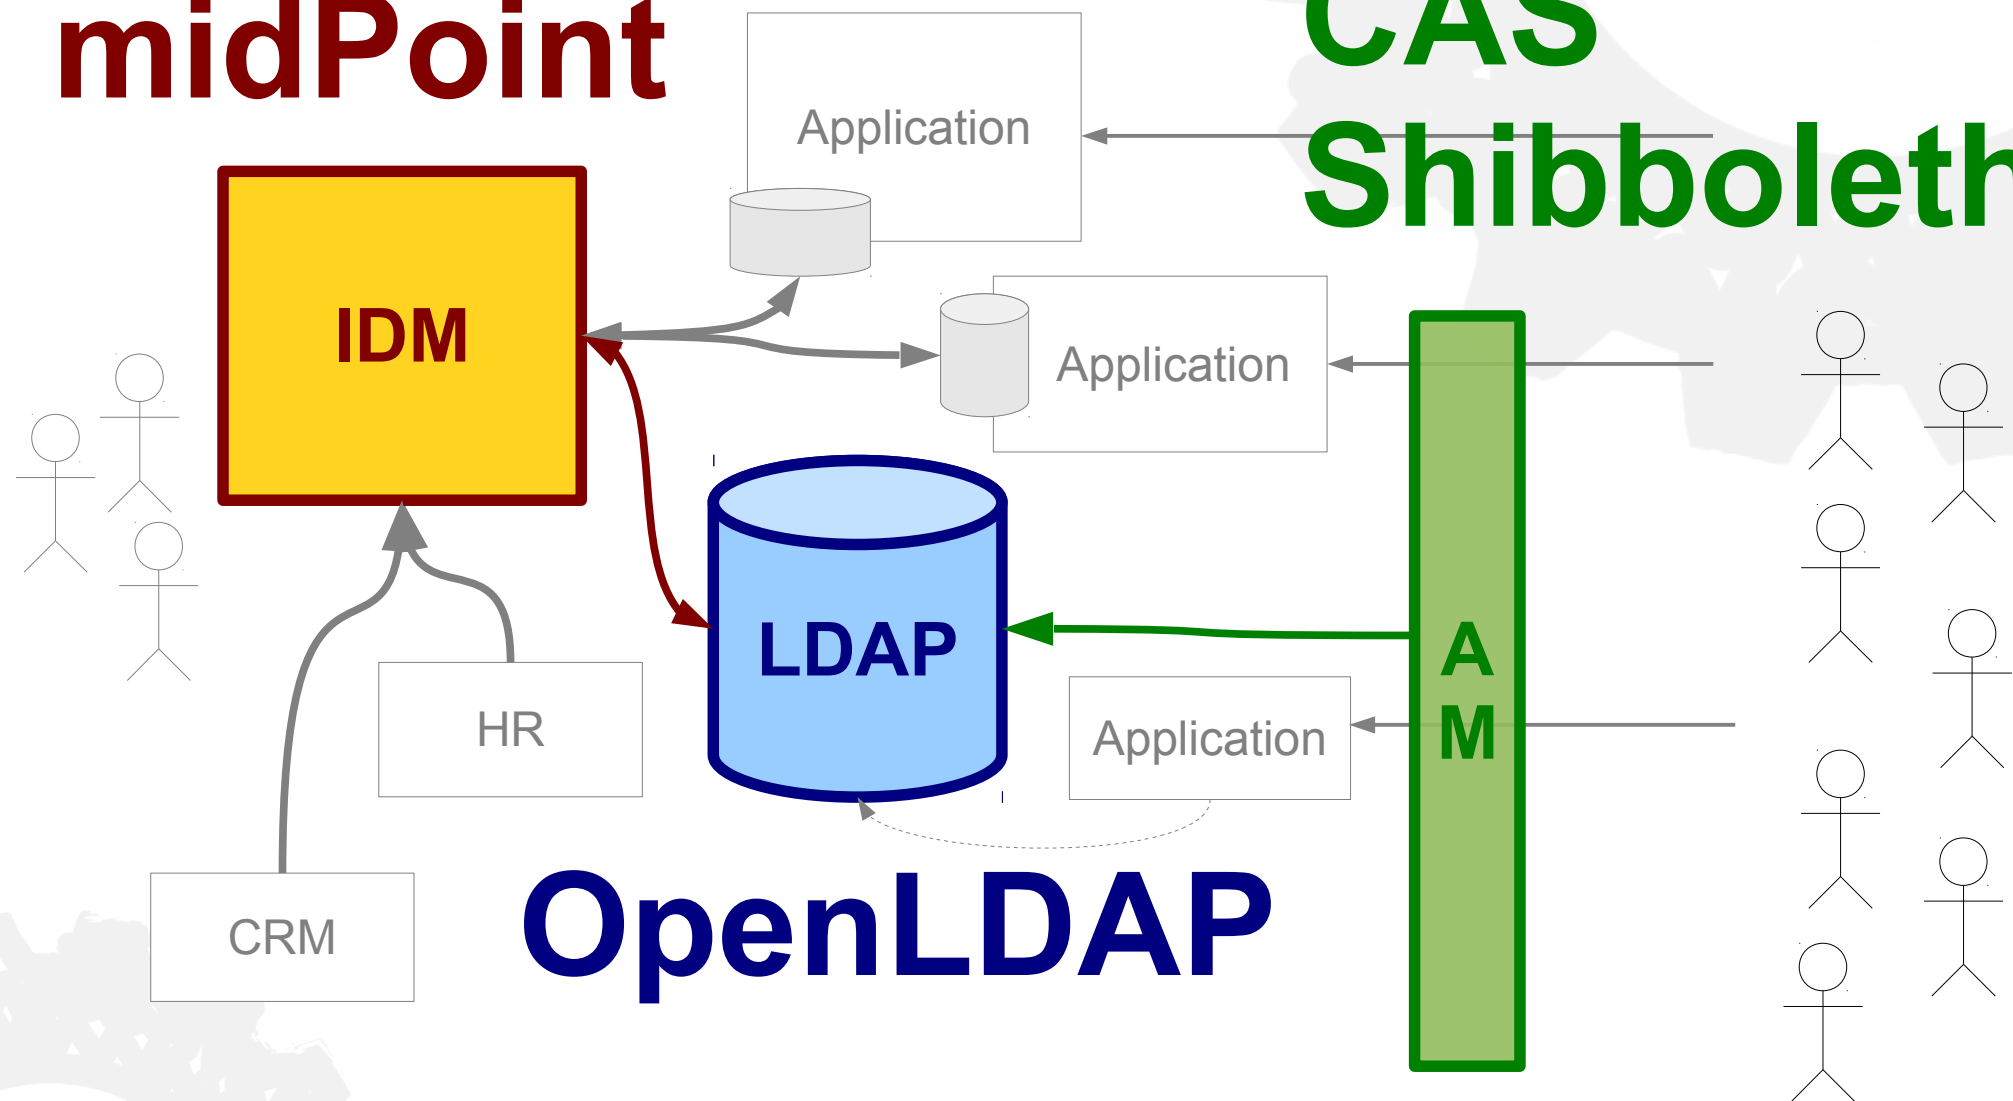 midPoint
CAS
Shibboleth
Application
IDM
Application
LDAP
A
M
HR
Application
CRM
OpenLDAP